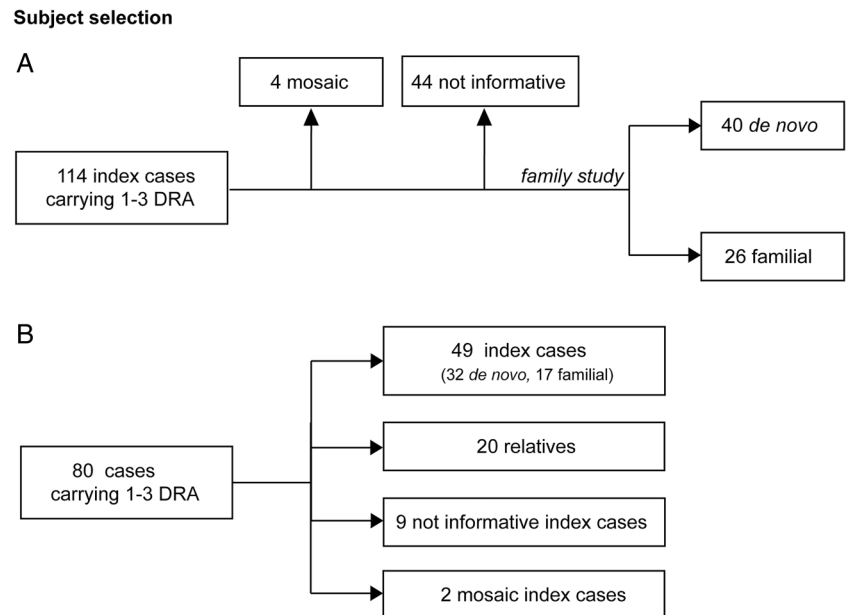 Subject selection
A
4 mosaic
44 not informative
40 de novo
114 index cases
carrying 1-3 DRA
family study
26 familial
B
49 index cases
(32 de novo, 17 familial)
20 relatives
80 cases
carrying 1-3 DRA
9 not informative index cases
2 mosaic index cases